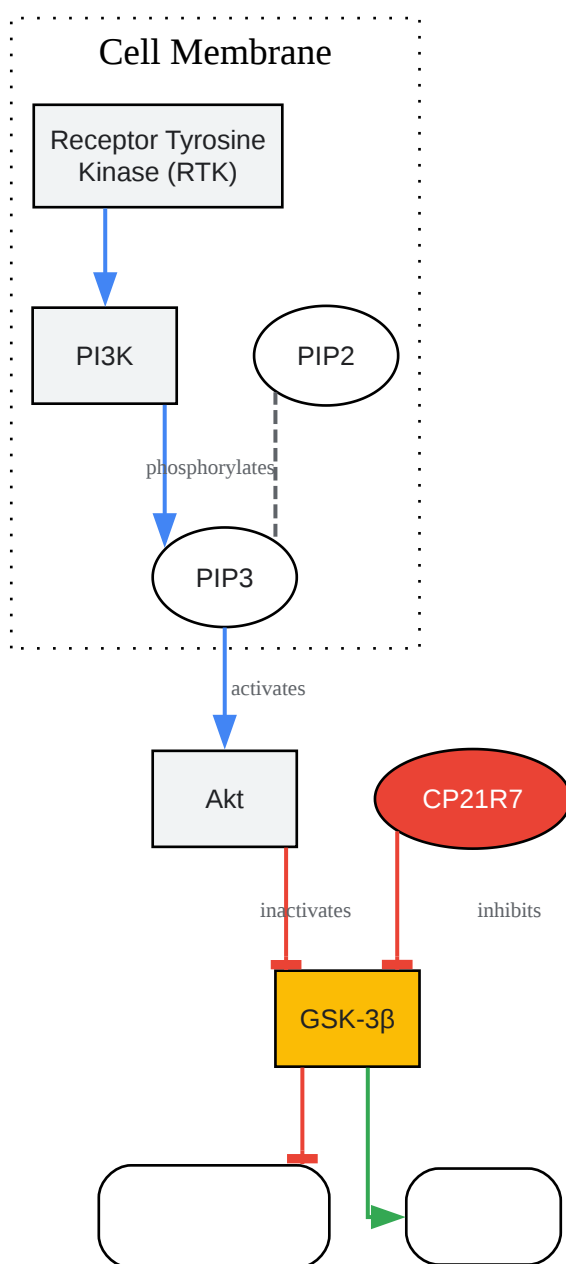 Cell Membrane
Receptor Tyrosine
Kinase (RTK)
PI3K
PIP2
phosphorylates
PIP3
activates
Akt
CP21R7
inactivates
inhibits
GSK-3β